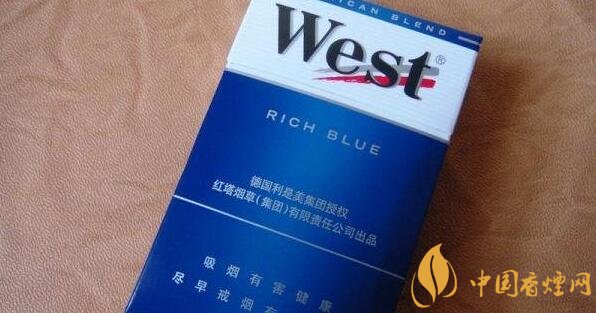 RICAN BLEND
West®
RICH BLUE
德国利是美集团授权
红塔烟草(集团)有限责任公司出品
吸烟有害健康
尽早戒烟有
中国香烟网